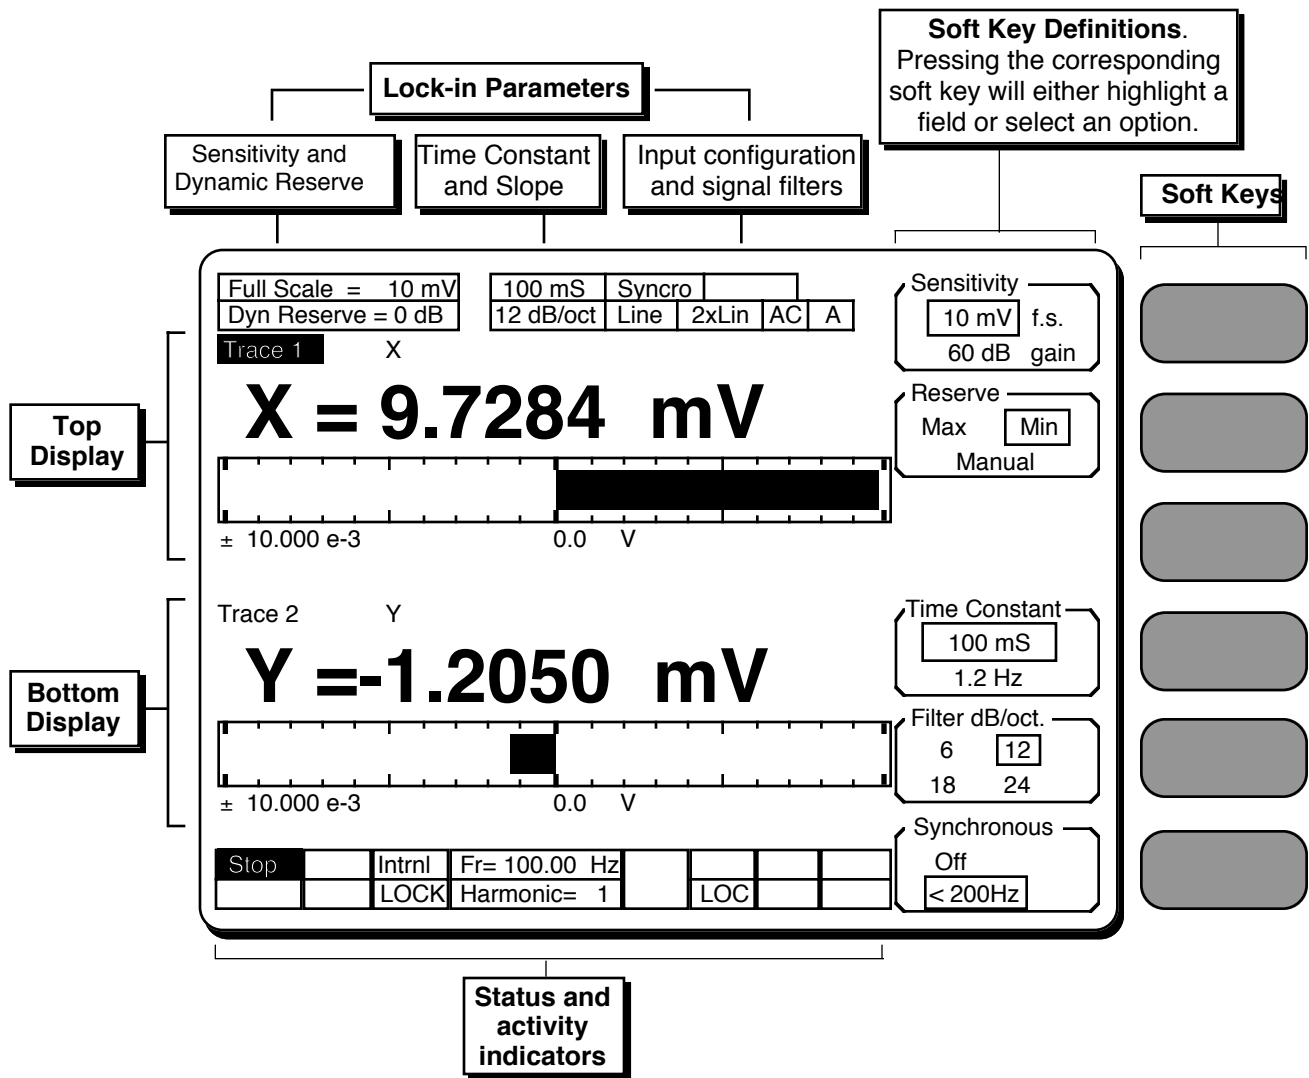 Soft Key Definitions.
Pressing the corresponding
soft key will either highlight a
field or select an option.
Lock-in Parameters
Sensitivity and
Dynamic Reserve
Time Constant
and Slope
Input configuration
and signal filters
Soft Keys
Full Scale = 10 mV
Dyn Reserve = 0 dB
100 mS Syncro
12 dB/oct Line 2xLin AC A
Trace 1 X
X = 9.7284 mV
± 10.000 e-3 0.0 V
Top
Display
Trace 2 Y
Y =-1.2050 mV
± 10.000 e-3 0.0 V
Bottom
Display
Stop Intrnl Fr= 100.00 Hz
LOCK Harmonic= 1 LOC
Sensitivity
10 mV f.s.
60 dB gain
Reserve
Max Min
Manual
Time Constant
100 mS
1.2 Hz
Filter dB/oct.
6 12
18 24
Synchronous
Off
< 200Hz
Status and
activity
indicators